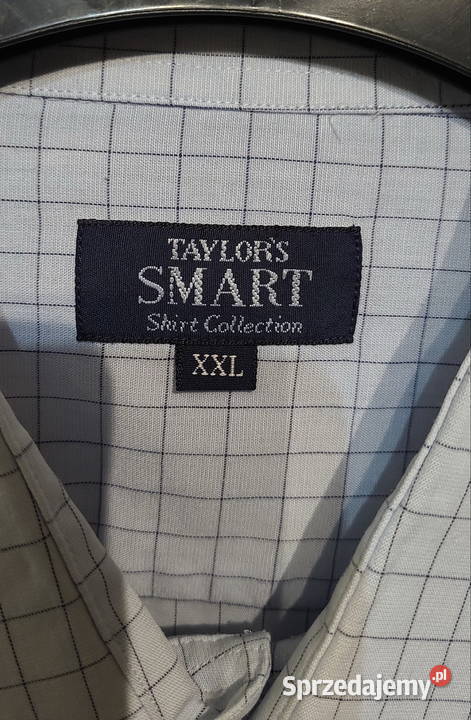 TAYLOR'S
SMART
Shirt Collection
XXL
Sprzedajemy.pl